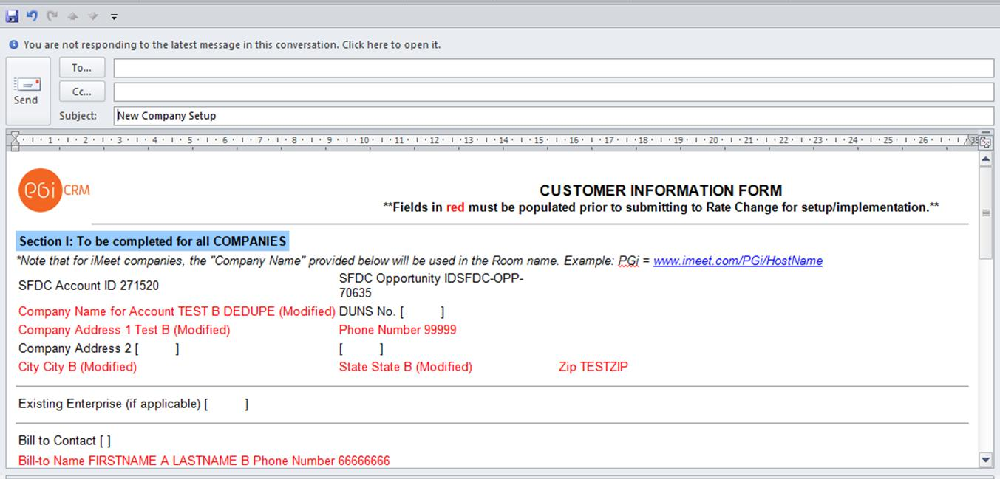 You are not responding to the latest message in this conversation. Click here to open it.
To...
Send
Cc...
Subject: New Company Setup
1 2 3 4 5 6 7 8 9 10 11 12 13 14 15 16 17 18 19 20 21 22 23 24 25 26
PGi CRM
CUSTOMER INFORMATION FORM
**Fields in red must be populated prior to submitting to Rate Change for setup/implementation.**
Section I: To be completed for all COMPANIES
*Note that for iMeet companies, the "Company Name" provided below will be used in the Room name. Example: PGi = www.imeet.com/PGi/HostName
SFDC Account ID 271520 SFDC Opportunity IDSFDC-OPP-
70635
Company Name for Account TEST B DEDUPE (Modified) DUNS No. [ ]
Company Address 1 Test B (Modified) Phone Number 99999
Company Address 2 [ ] [ ]
City City B (Modified) State State B (Modified) Zip TESTZIP
Existing Enterprise (if applicable) [ ]
Bill to Contact [ ]
Bill-to Name FIRSTNAME A LASTNAME B Phone Number 66666666